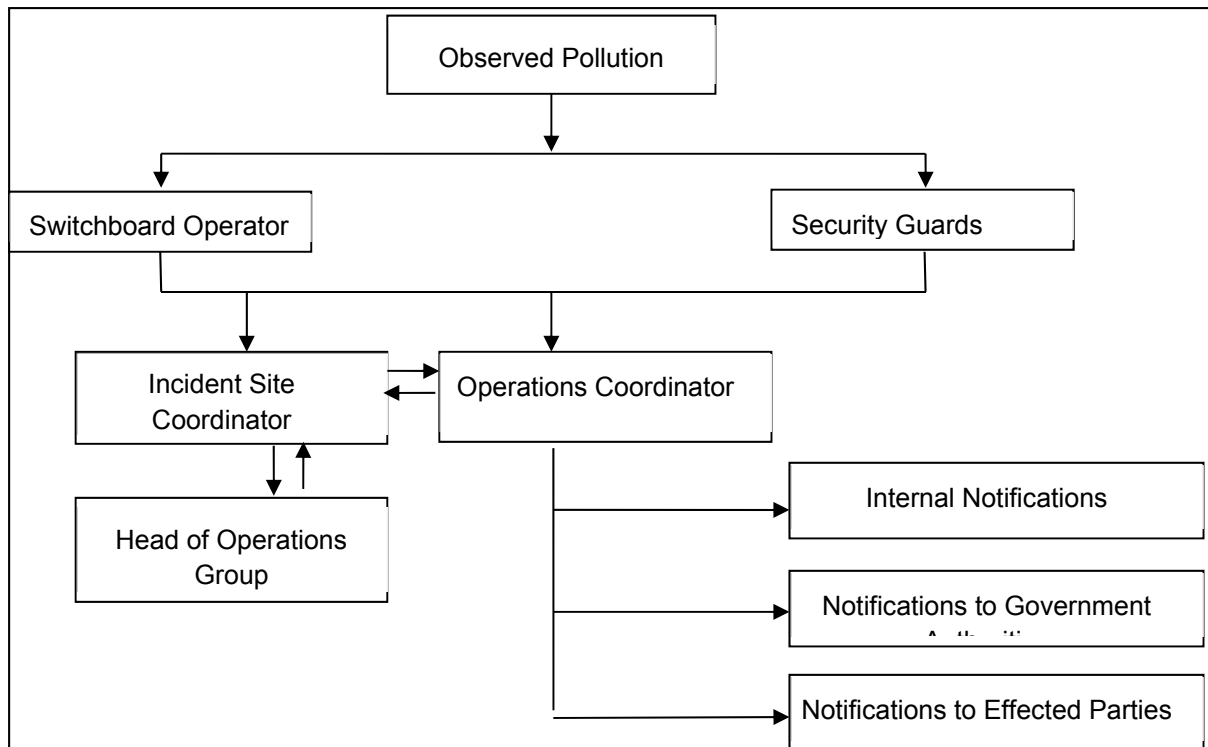 Observed Pollution
Switchboard Operator
Security Guards
Incident Site
Coordinator
Operations Coordinator
Head of Operations
Group
Internal Notifications
Notifications to Government
Notifications to Effected Parties